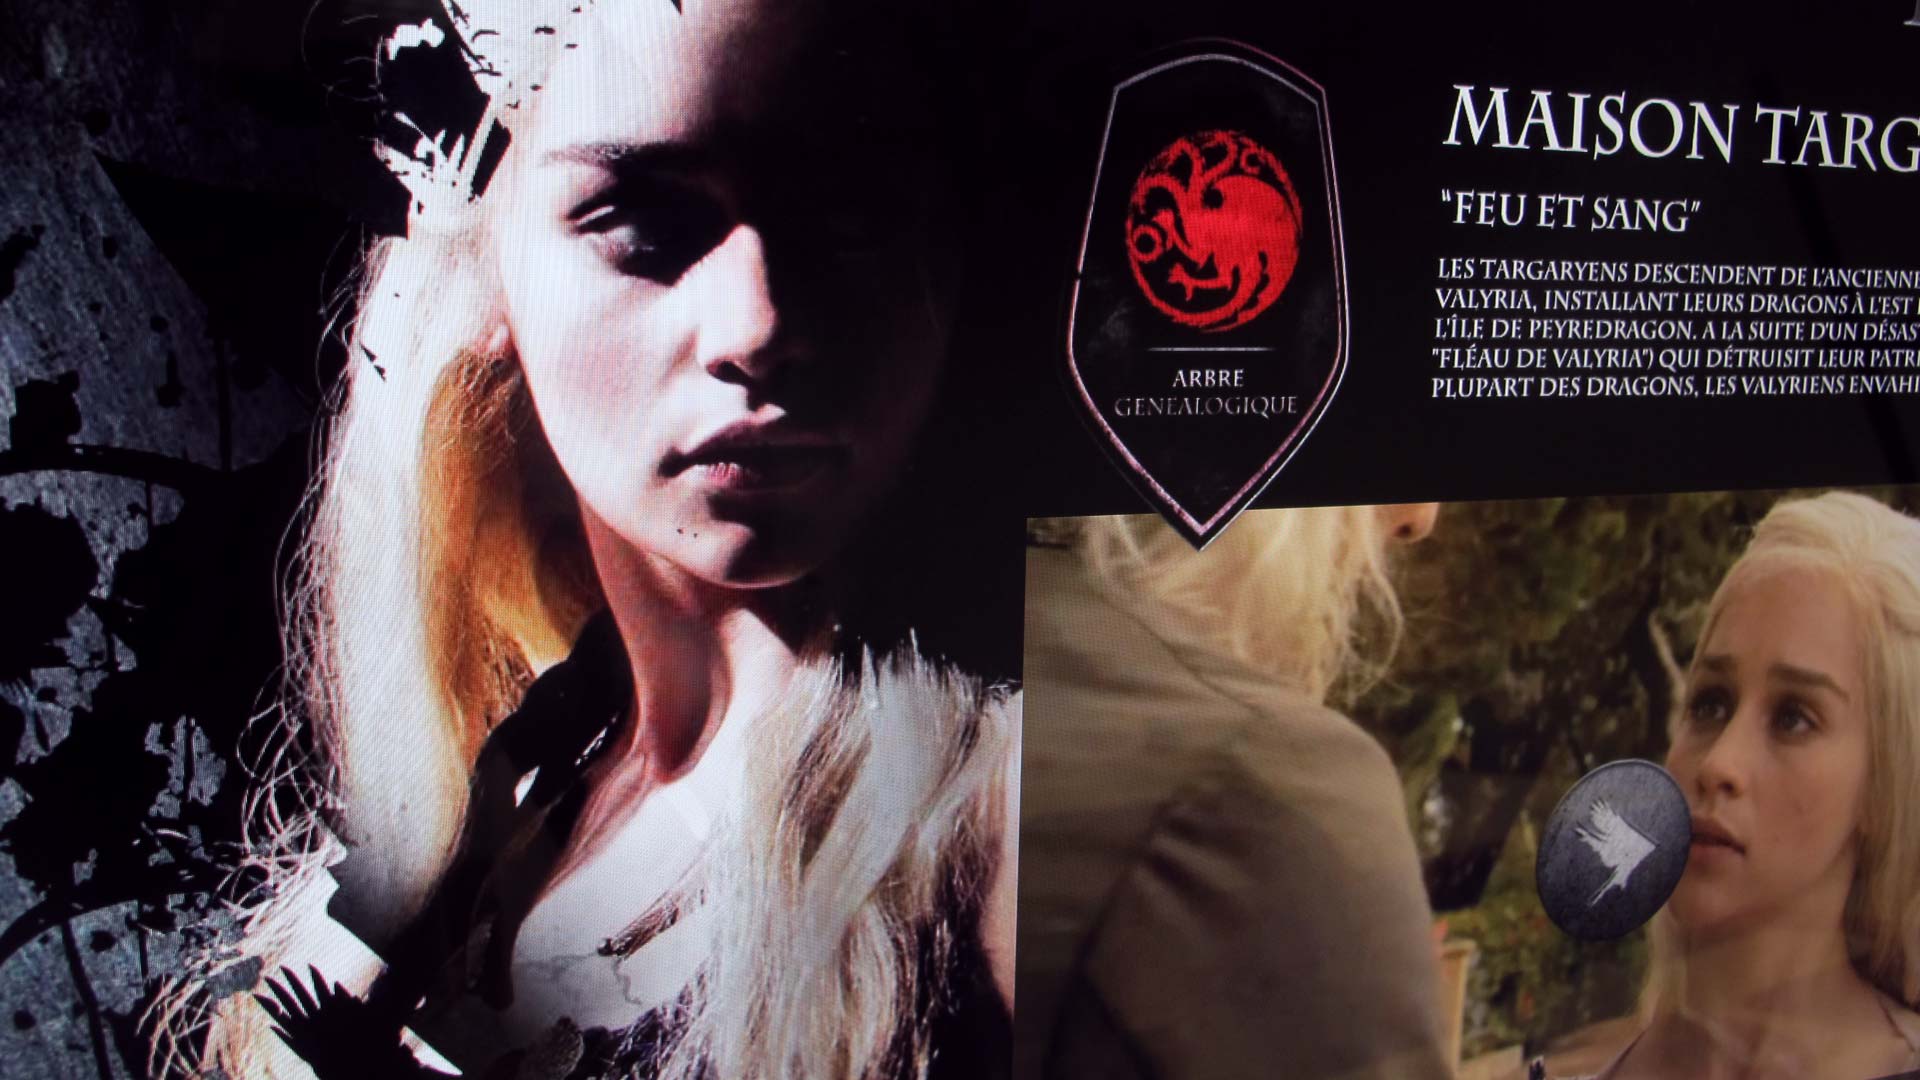 ARBRE
GENEALOGIQUE
MAISON TARG
"FEU ET SANG"
LES TARGARYENS DESCENDENT DE L'ANCIENNE
VALYRIA, INSTALLANT LEURS DRAGONS À L'EST
L'ÎLE DE PEYREDRAGON. A LA SUITE D'UN DÉSAS
"FLÉAU DE VALYRIA") QUI DÉTRUISIT LEUR PATRI
PLUPART DES DRAGONS, LES VALYRIENS ENVAHI